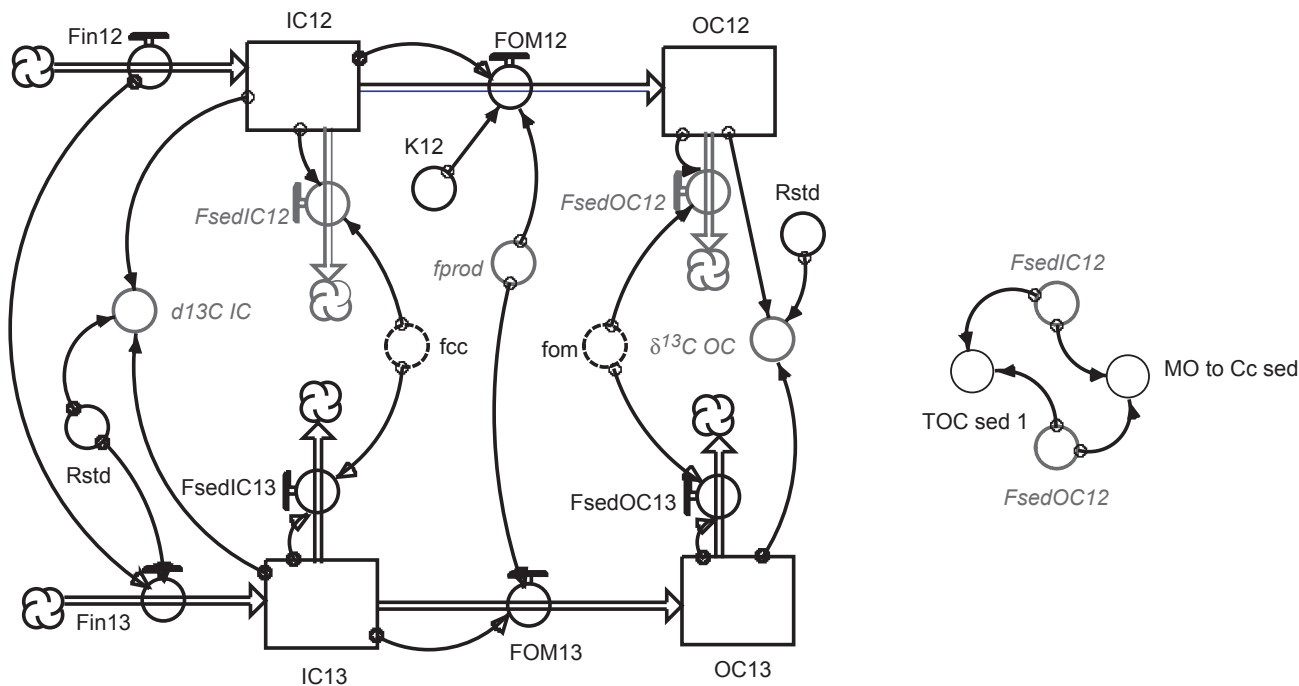 IC12
OC12
Fin12
FOM12
K12
FsedIC12
FsedOC12
Rstd
fprod
FsedIC12
d13C IC
fcc
fom
δ¹³C OC
MO to Cc sed
TOC sed 1
Rstd
FsedIC13
FsedOC13
FsedOC12
Fin13
FOM13
IC13
OC13